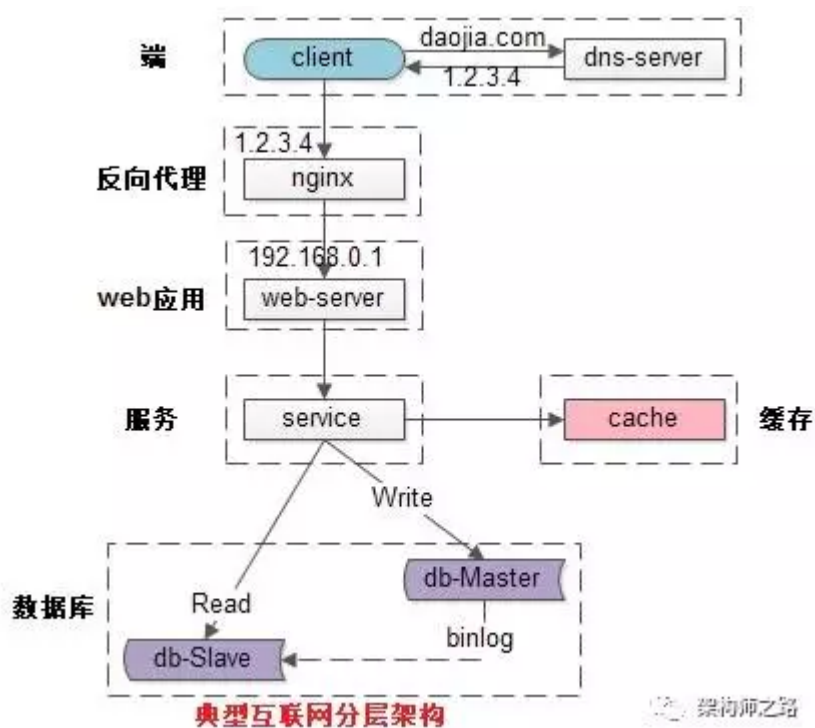 端
client
daojia.com
1.2.3.4
dns-server
反向代理
1.2.3.4
nginx
web应用
192.168.0.1
web-server
服务
service
cache
缓存
Write
数据库
db-Master
Read
binlog
db-Slave
典型互联网分层架构
架构师之路